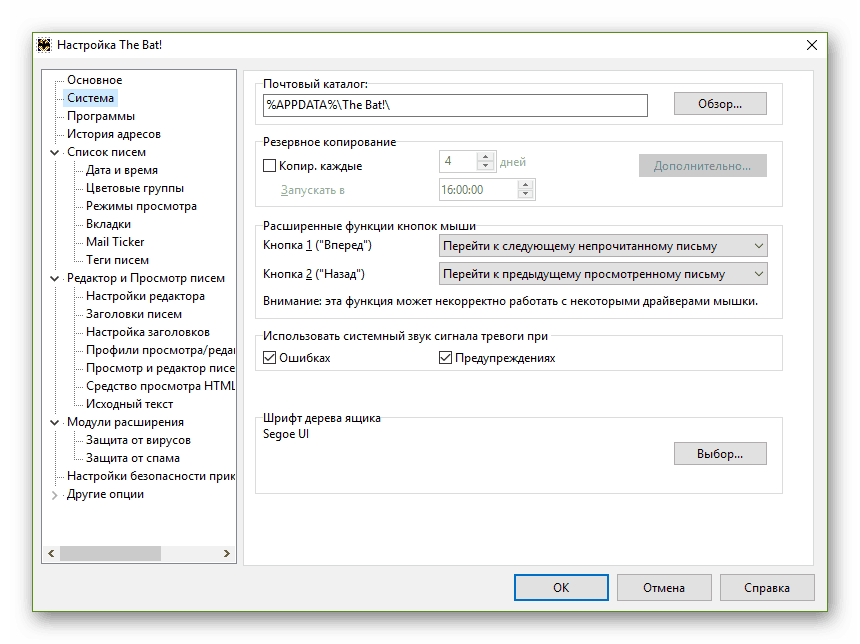 Настройка The Bat!
Основное
Система
Программы
История адресов
Список писем
Дата и время
Цветовые группы
Режимы просмотра
Вкладки
Mail Ticker
Теги писем
Редактор и Просмотр писем
Настройки редактора
Заголовки писем
Настройка заголовков
Профили просмотра/реда
Просмотр и редактор писе
Средство просмотра HTML
Исходный текст
Модули расширения
Защита от вирусов
Защита от спама
Настройки безопасности прик
Другие опции
Почтовый каталог:
%APPDATA%\The Bat!\
Обзор...
Резервное копирование
Копир. каждые
4
дней
Дополнительно...
Запускать в
16:00:00
Расширенные функции кнопок мыши
Кнопка 1 ("Вперед")
Перейти к следующему непрочитанному письму
Кнопка 2 ("Назад")
Перейти к предыдущему просмотренному письму
Внимание: эта функция может некорректно работать с некоторыми драйверами мышки.
Использовать системный звук сигнала тревоги при
Ошибках
Предупреждениях
Шрифт дерева ящика
Segoe UI
Выбор...
OK
Отмена
Справка